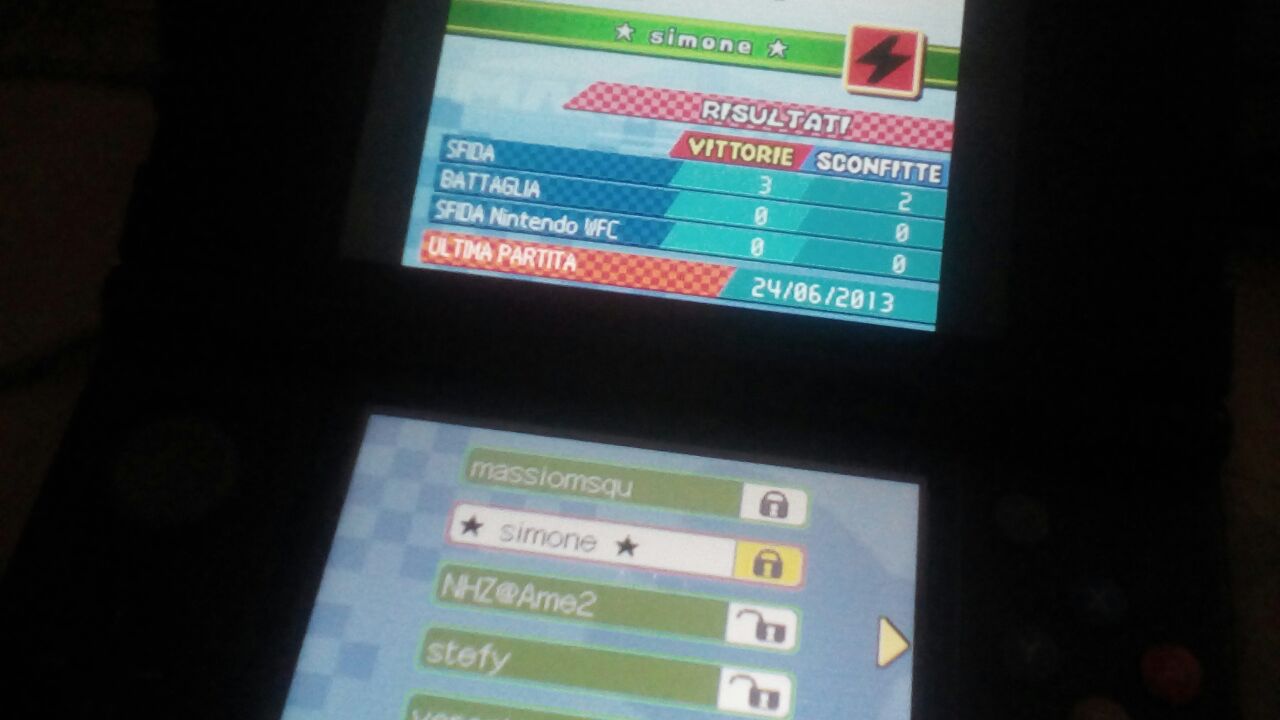 ★ simone ★
RISULTATI
VITTORIE SCONFITTE
SFIDA 3 2
BATTAGLIA 0 0
SFIDA Nintendo WFC 0 0
ULTIMA PARTITA 24/06/2013
massiomsqu
★ simone ★
NHZ@Ame2
stefy